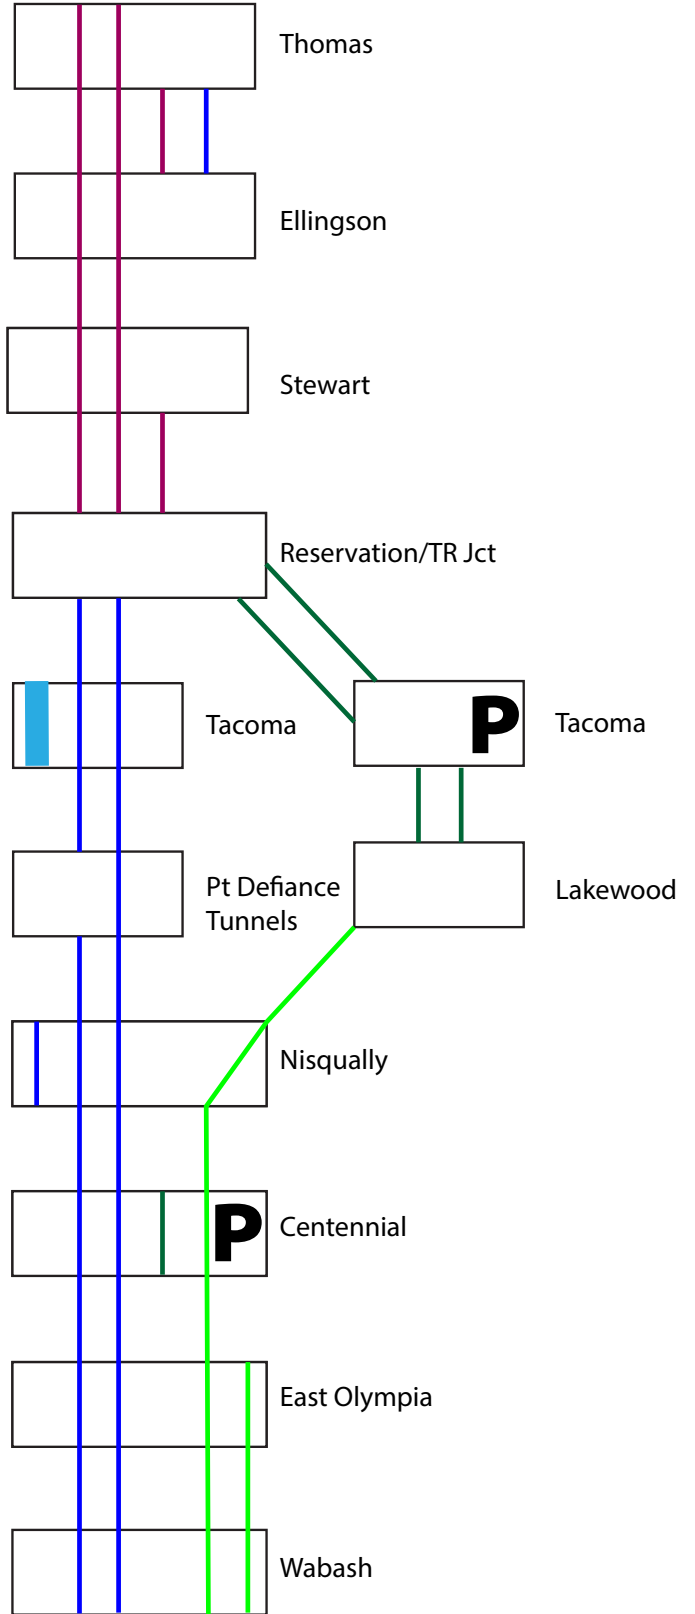 Thomas
Ellingson
Stewart
Reservation/TR Jct
Tacoma
P
Tacoma
Pt Defiance
Tunnels
Lakewood
Nisqually
P
Centennial
East Olympia
Wabash